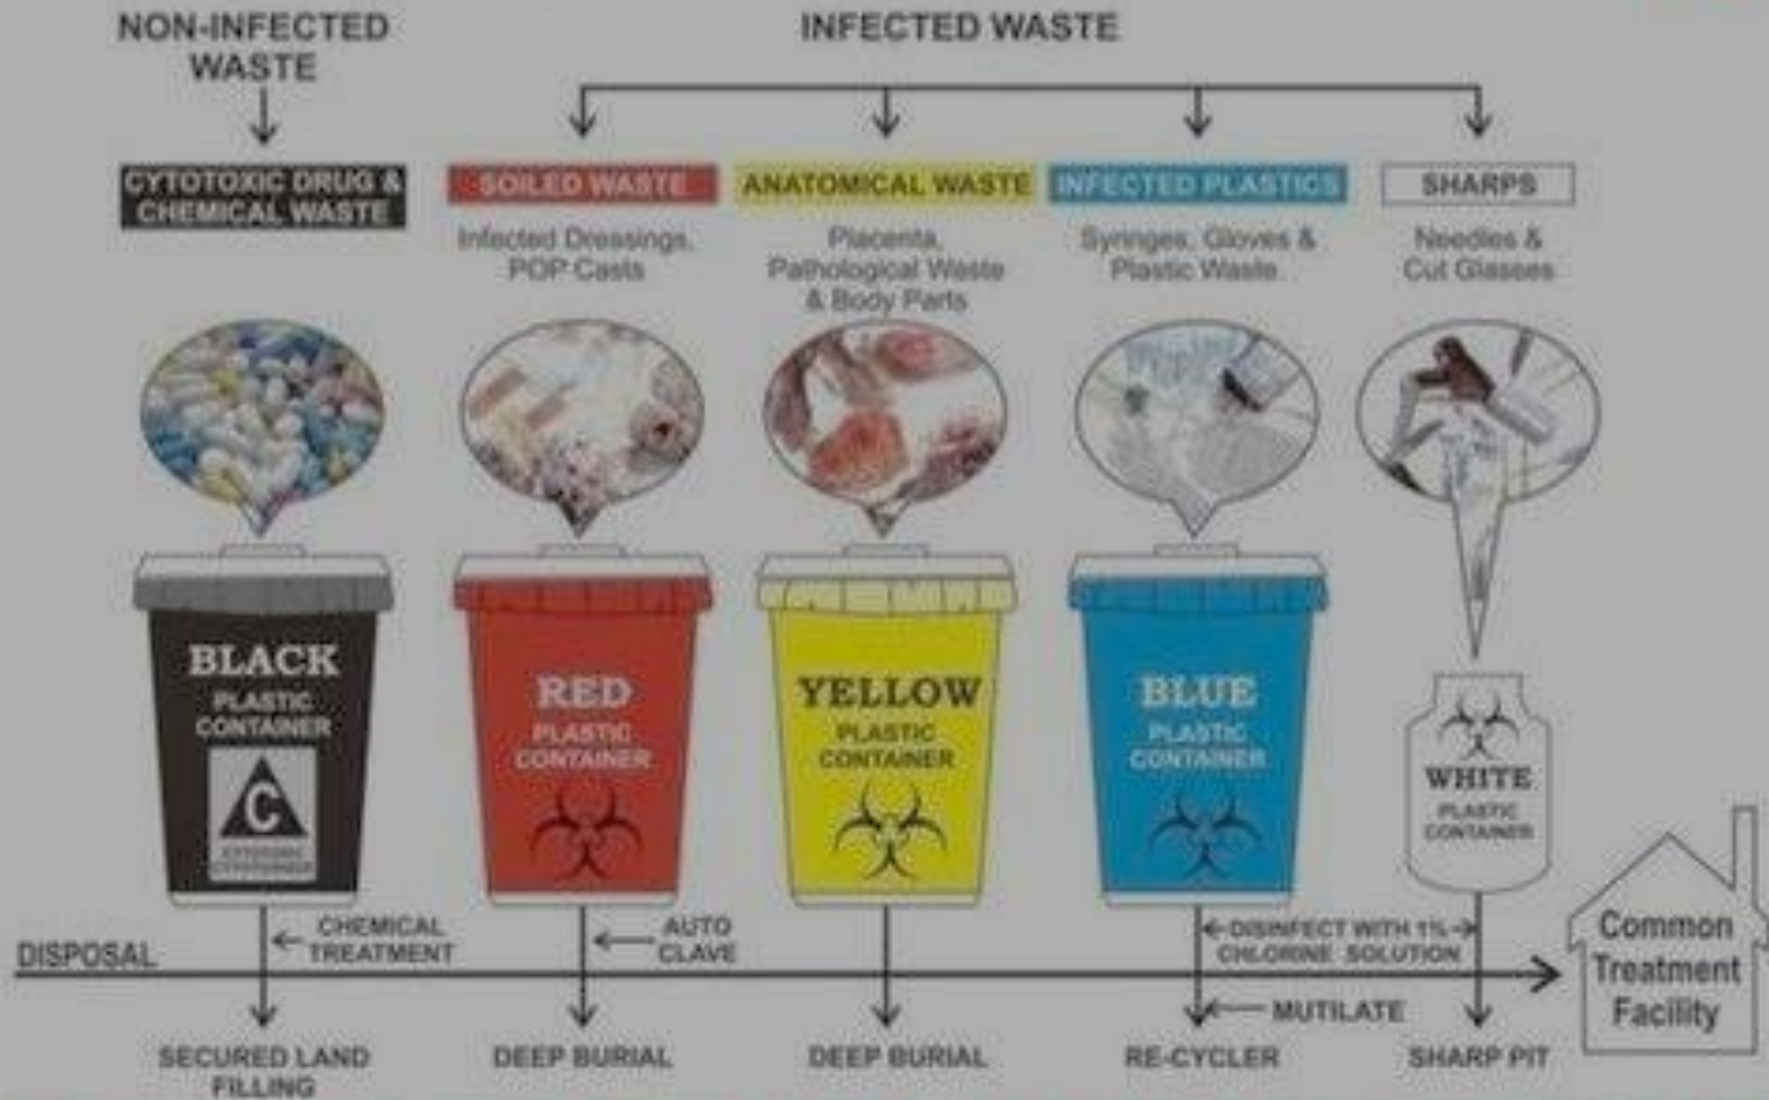 NON-INFECTED
WASTE
INFECTED WASTE
CYTOTOXIC DRUG &
CHEMICAL WASTE
SOILED WASTE
Infected Dressings,
POP Casts
ANATOMICAL WASTE
Placenta,
Pathological Waste
& Body Parts
INFECTED PLASTICS
Syringes, Gloves &
Plastic Waste.
SHARPS
Needles &
Cut Glasses
BLACK
PLASTIC
CONTAINER
C
CYTOTOXIC
RED
PLASTIC
CONTAINER
YELLOW
PLASTIC
CONTAINER
BLUE
PLASTIC
CONTAINER
WHITE
PLASTIC
CONTAINER
DISPOSAL
CHEMICAL
TREATMENT
AUTO
CLAVE
DISINFECT WITH 1%
CHLORINE SOLUTION
MUTILATE
Common
Treatment
Facility
SECURED LAND
FILLING
DEEP BURIAL
DEEP BURIAL
RE-CYCLER
SHARP PIT